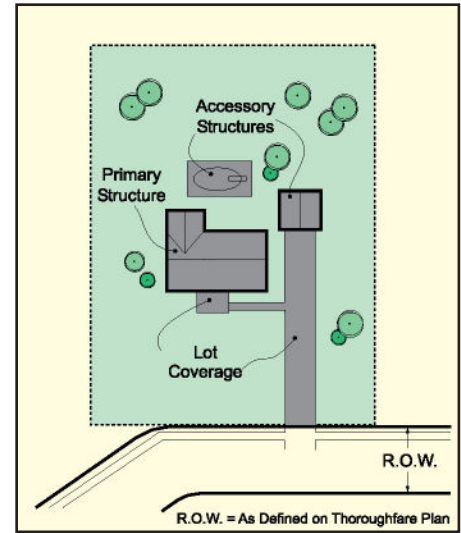 Accessory
Structures
Primary
Structure
Lot
Coverage
R.O.W.
R.O.W. = As Defined on Thoroughfare Plan